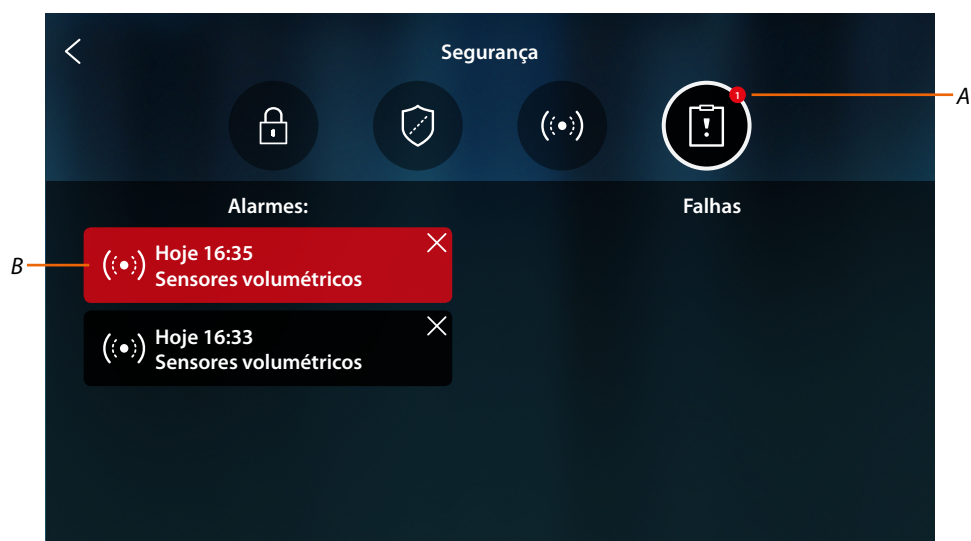 Segurança
1
A
Alarmes:
Falhas
Hoje 16:35
Sensores volumétricos
B
Hoje 16:33
Sensores volumétricos